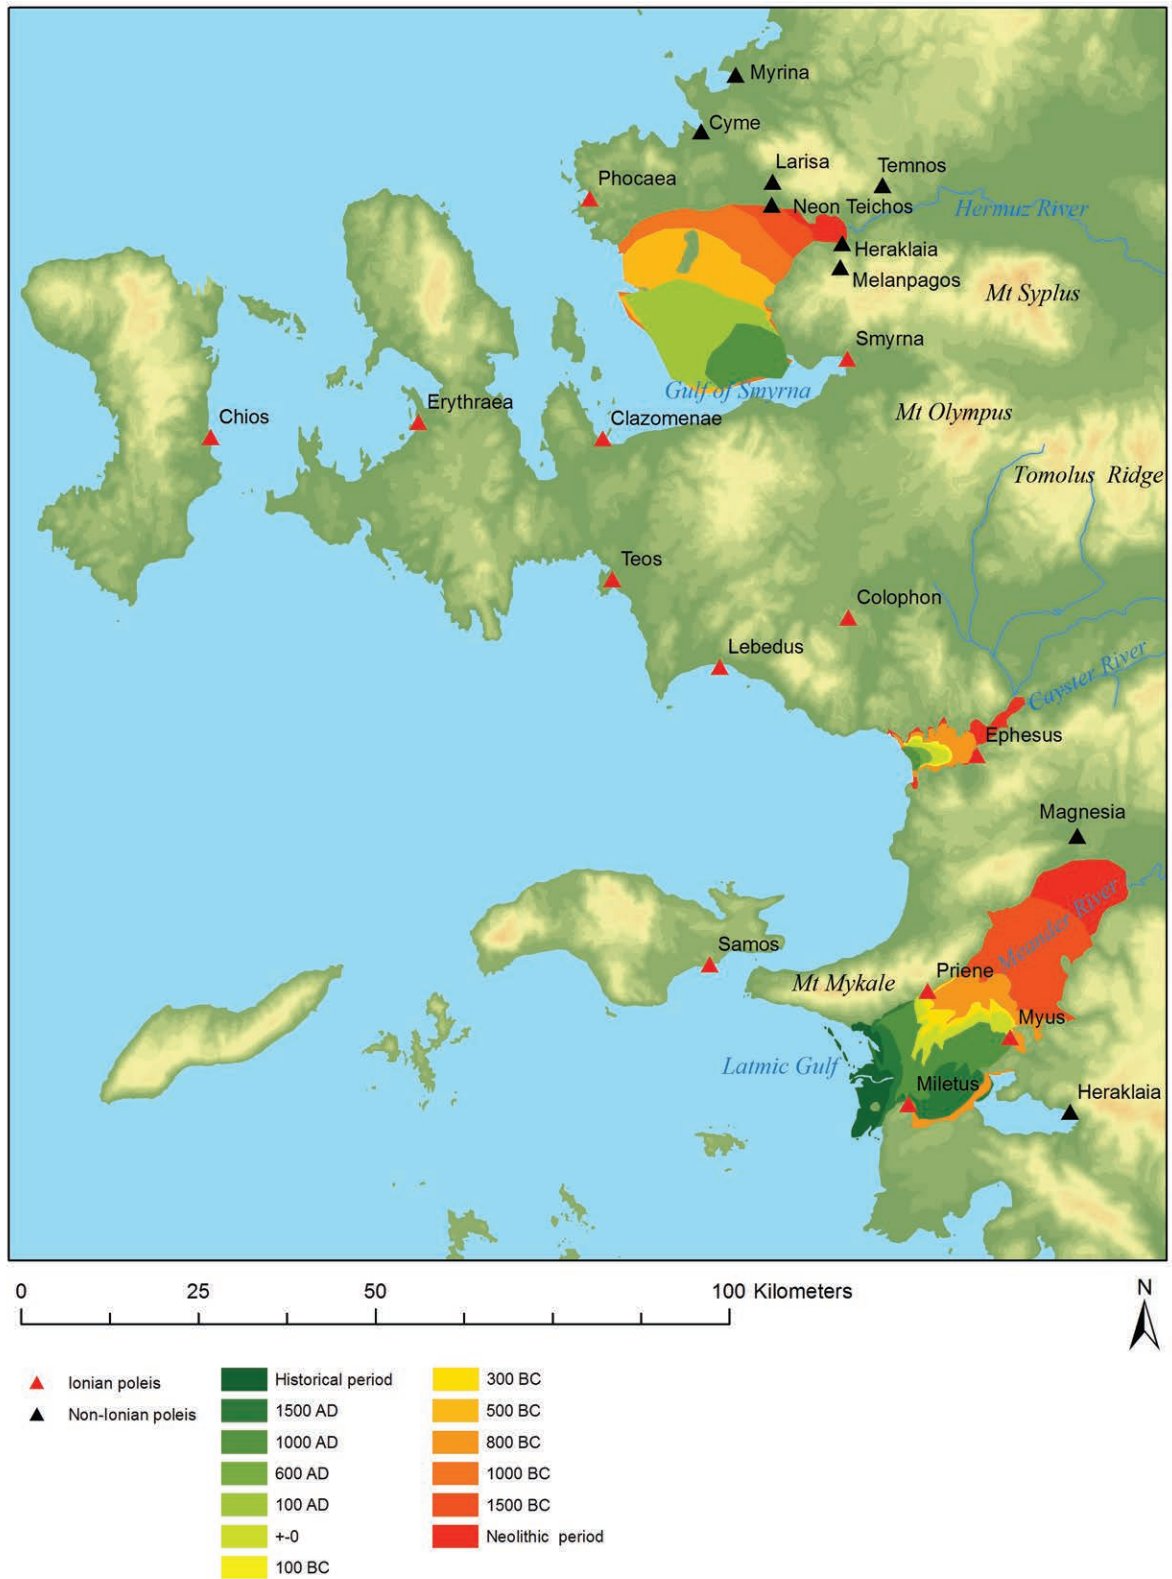 Myrina
Cyme
Larisa
Temnos
Phocaea
Neon Teichos
Hermuz River
Heraklaia
Melanpagos
Mt Syplus
Smyrna
Gulf of Smyrna
Erythraea
Chios
Clazomenae
Mt Olympus
Tomolus Ridge
Teos
Colophon
Lebedus
Cayster River
Ephesus
Magnesia
Meander River
Samos
Priene
Mt Mykale
Myus
Latmic Gulf
Miletus
Heraklaia
0 25 50 100 Kilometers
N
Ionian poleis
Non-Ionian poleis
Historical period
1500 AD
1000 AD
600 AD
100 AD
+-0
100 BC
300 BC
500 BC
800 BC
1000 BC
1500 BC
Neolithic period